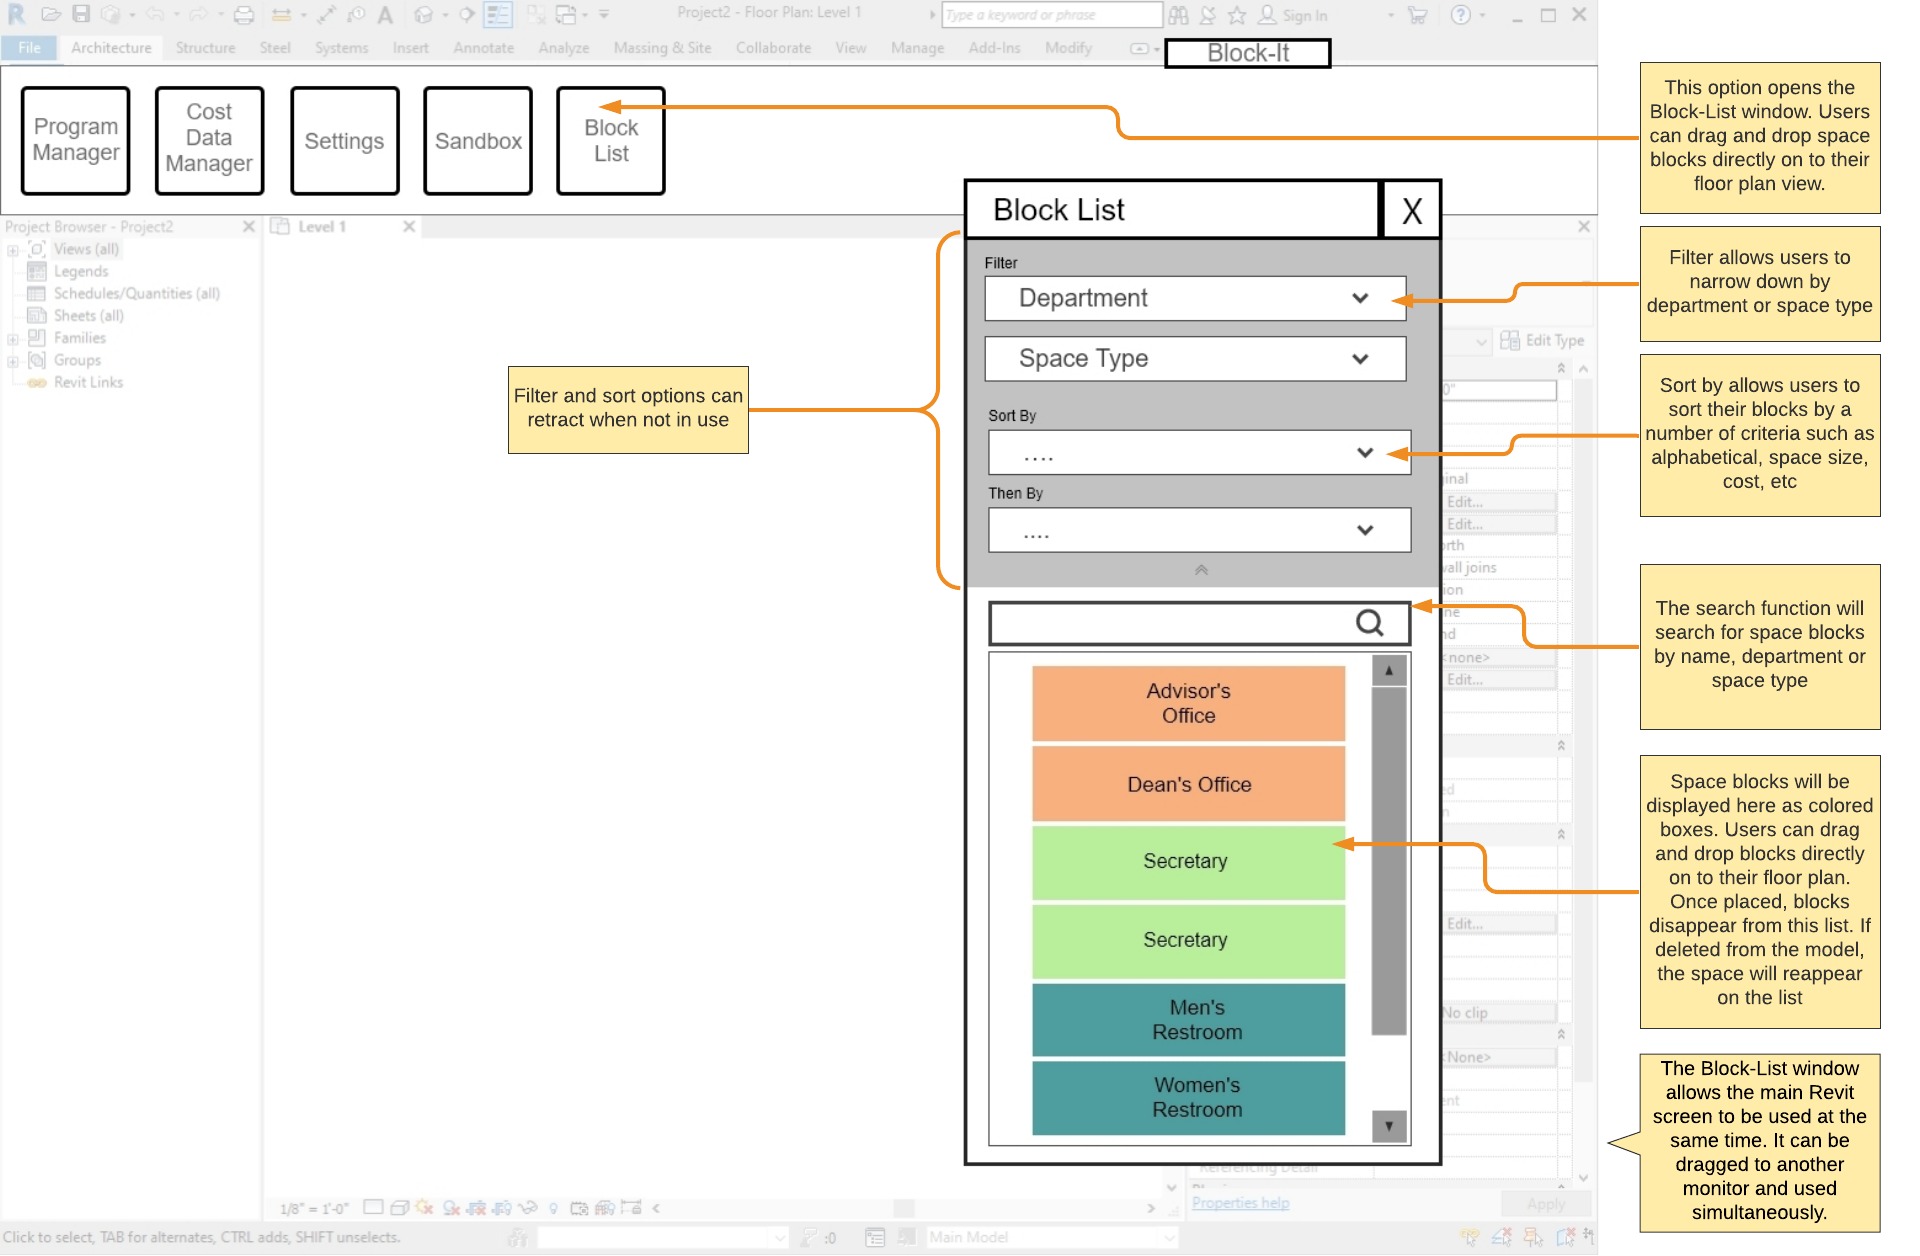 Project2 - Floor Plan: Level 1
Type a keyword or phrase
Sign In
File Architecture Structure Steel Systems Insert Annotate Analyze Massing & Site Collaborate View Manage Add-Ins Modify
Block-It
Program
Manager
Cost
Data
Manager
Settings
Sandbox
Block
List
This option opens the
Block-List window. Users
can drag and drop space
blocks directly on to their
floor plan view.
Project Browser - Project2
Views (all)
Legends
Schedules/Quantities (all)
Sheets (all)
Families
Groups
Revit Links
Level 1
Block List
X
Filter
Department
Space Type
Sort By
....
Then By
....
Filter allows users to
narrow down by
department or space type
Filter and sort options can
retract when not in use
Sort by allows users to
sort their blocks by a
number of criteria such as
alphabetical, space size,
cost, etc
The search function will
search for space blocks
by name, department or
space type
Advisor's
Office
Dean's Office
Secretary
Secretary
Men's
Restroom
Women's
Restroom
Space blocks will be
displayed here as colored
boxes. Users can drag
and drop blocks directly
on to their floor plan.
Once placed, blocks
disappear from this list. If
deleted from the model,
the space will reappear
on the list
The Block-List window
allows the main Revit
screen to be used at the
same time. It can be
dragged to another
monitor and used
simultaneously.
Edit Type
0"
inal
Edit...
Edit...
orth
wall joins
ion
ine
nd
<none>
Edit...
ed
n
Edit...
No clip
<None>
ent
Referencing Detail
Properties help
Apply
1/8" = 1'-0"
Click to select, TAB for alternates, CTRL adds, SHIFT unselects.
:0
Main Model